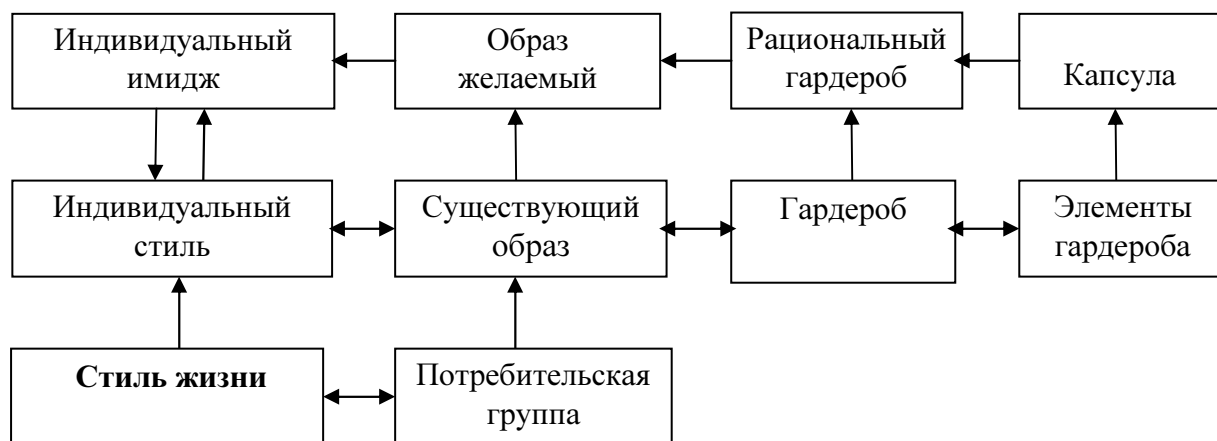 Индивидуальный
имидж
Образ
желаемый
Рациональный
гардероб
Капсула
Индивидуальный
стиль
Существующий
образ
Гардероб
Элементы
гардероба
Стиль жизни
Потребительская
группа